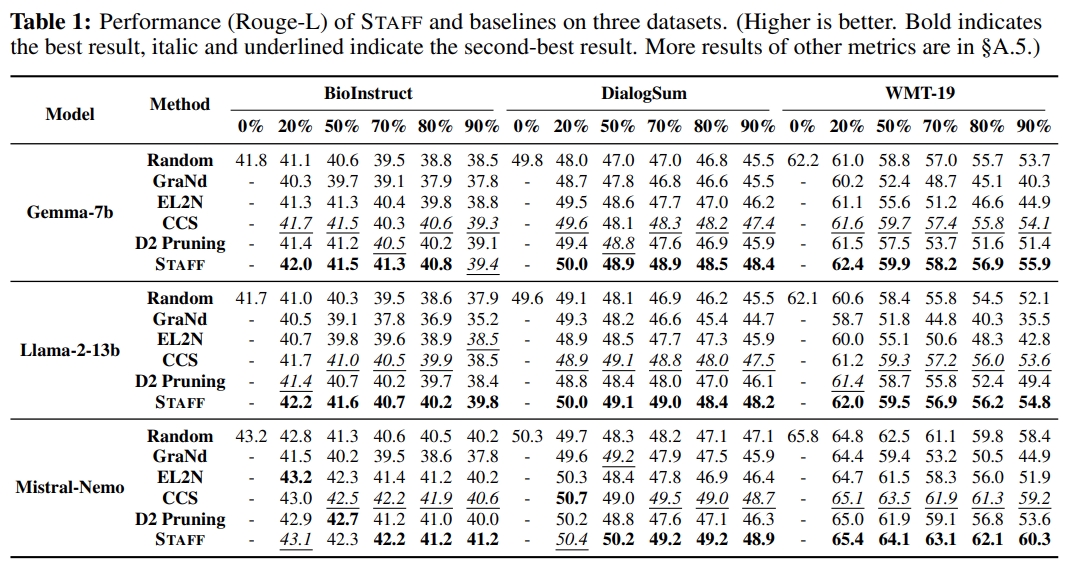 Table 1: Performance (Rouge-L) of STAFF and baselines on three datasets. (Higher is better. Bold indicates
the best result, italic and underlined indicate the second-best result. More results of other metrics are in §A.5.)
Model Method BioInstruct DialogSum WMT-19
0% 20% 50% 70% 80% 90% 0% 20% 50% 70% 80% 90% 0% 20% 50% 70% 80% 90%
Gemma-7b
Random 41.8 41.1 40.6 39.5 38.8 38.5 49.8 48.0 47.0 47.0 46.8 45.5 62.2 61.0 58.8 57.0 55.7 53.7
GraNd - 40.3 39.7 39.1 37.9 37.8 - 48.7 47.8 46.8 46.6 45.5 - 60.2 52.4 48.7 45.1 40.3
EL2N - 41.3 41.3 40.4 39.8 38.8 - 49.5 48.6 47.7 47.0 46.2 - 61.1 55.6 51.2 46.6 44.9
CCS - 41.7 41.5 40.3 40.6 39.3 - 49.6 48.1 48.3 48.2 47.4 - 61.6 59.7 57.4 55.8 54.1
D2 Pruning - 41.4 41.2 40.5 40.2 39.1 - 49.4 48.8 47.6 46.9 45.9 - 61.5 57.5 53.7 51.6 51.4
STAFF - 42.0 41.5 41.3 40.8 39.4 - 50.0 48.9 48.9 48.5 48.4 - 62.4 59.9 58.2 56.9 55.9
Llama-2-13b
Random 41.7 41.0 40.3 39.5 38.6 37.9 49.6 49.1 48.1 46.9 46.2 45.5 62.1 60.6 58.4 55.8 54.5 52.1
GraNd - 40.5 39.1 37.8 36.9 35.2 - 49.3 48.2 46.6 45.4 44.7 - 58.7 51.8 44.8 40.3 35.5
EL2N - 40.7 39.8 39.6 38.9 38.5 - 48.9 48.5 47.7 47.3 45.9 - 60.0 55.1 50.6 48.3 42.8
CCS - 41.7 41.0 40.5 39.9 38.5 - 48.9 49.1 48.8 48.0 47.5 - 61.2 59.3 57.2 56.0 53.6
D2 Pruning - 41.4 40.7 40.2 39.7 38.4 - 48.8 48.4 48.0 47.0 46.1 - 61.4 58.7 55.8 52.4 49.4
STAFF - 42.2 41.6 40.7 40.2 39.8 - 50.0 49.1 49.0 48.4 48.2 - 62.0 59.5 56.9 56.2 54.8
Mistral-Nemo
Random 43.2 42.8 41.3 40.6 40.5 40.2 50.3 49.7 48.3 48.2 47.1 47.1 65.8 64.8 62.5 61.1 59.8 58.4
GraNd - 41.5 40.2 39.5 38.6 37.8 - 49.6 49.2 47.9 47.5 45.9 - 64.4 59.4 53.2 50.5 44.9
EL2N - 43.2 42.3 41.4 41.2 40.2 - 50.3 48.4 47.8 46.9 46.4 - 64.7 61.5 58.3 56.0 51.9
CCS - 43.0 42.5 42.2 41.9 40.6 - 50.7 49.0 49.5 49.0 48.7 - 65.1 63.5 61.9 61.3 59.2
D2 Pruning - 42.9 42.7 41.2 41.0 40.0 - 50.2 48.8 47.6 47.1 46.3 - 65.0 61.9 59.1 56.8 53.6
STAFF - 43.1 42.3 42.2 41.2 41.2 - 50.4 50.2 49.2 49.2 48.9 - 65.4 64.1 63.1 62.1 60.3